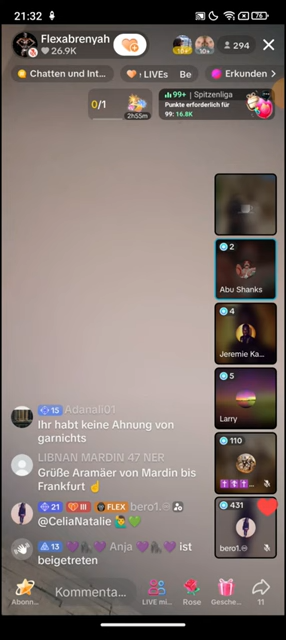 21:32
76
Flexabrenyah
26.9K
10+
10+
294
Chatten und Int...
LIVEs
Be
Erkunden
0/1
2h55m
99+ | Spitzenliga
Punkte erforderlich für
99: 16.8K
2
Abu Shanks
4
Jeremie Ka...
5
Larry
110
431
bero1.
15 Adanali01
Ihr habt keine Ahnung von
garnichts
LIBNAN MARDIN 47 NER
Grüße Aramäer von Mardin bis
Frankfurt ☝
21 III FLEX bero1.
@CeliaNatalie 🙋‍♂️💚
13 💜🦍💜 Anja 💜🦍💜 ist
beigetreten
Abonn...
Kommenta...
LIVE mi...
Rose
Gesche...
11